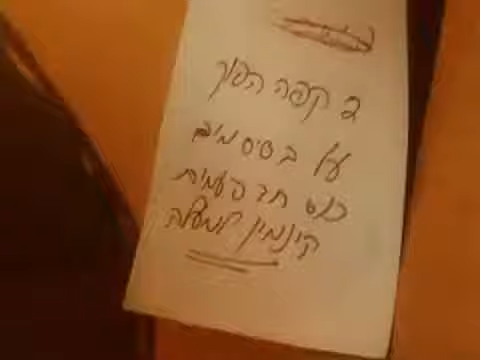 2 קפה הפוך
על בסיס מים
כוס חד פעמית
קינמון למעלה